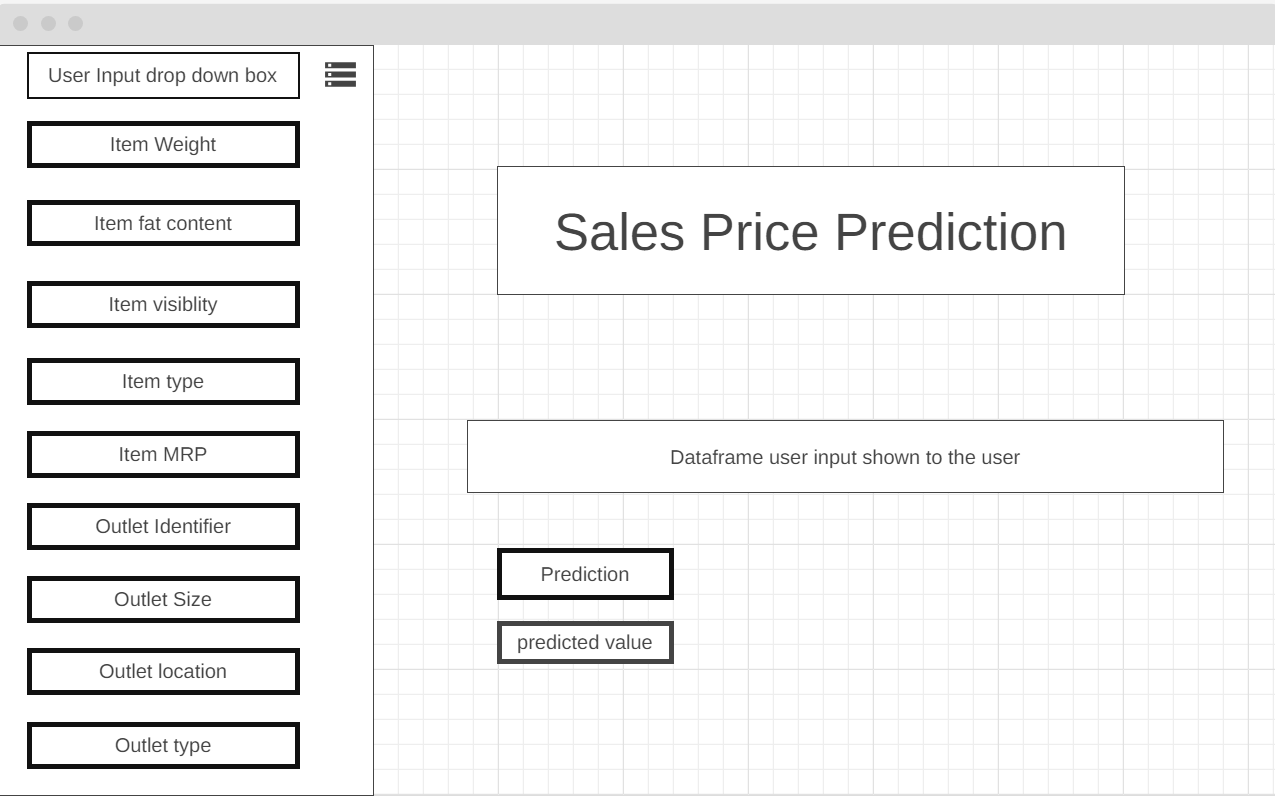 User Input drop down box
Item Weight
Item fat content
Item visiblity
Item type
Item MRP
Outlet Identifier
Outlet Size
Outlet location
Outlet type
Sales Price Prediction
Dataframe user input shown to the user
Prediction
predicted value